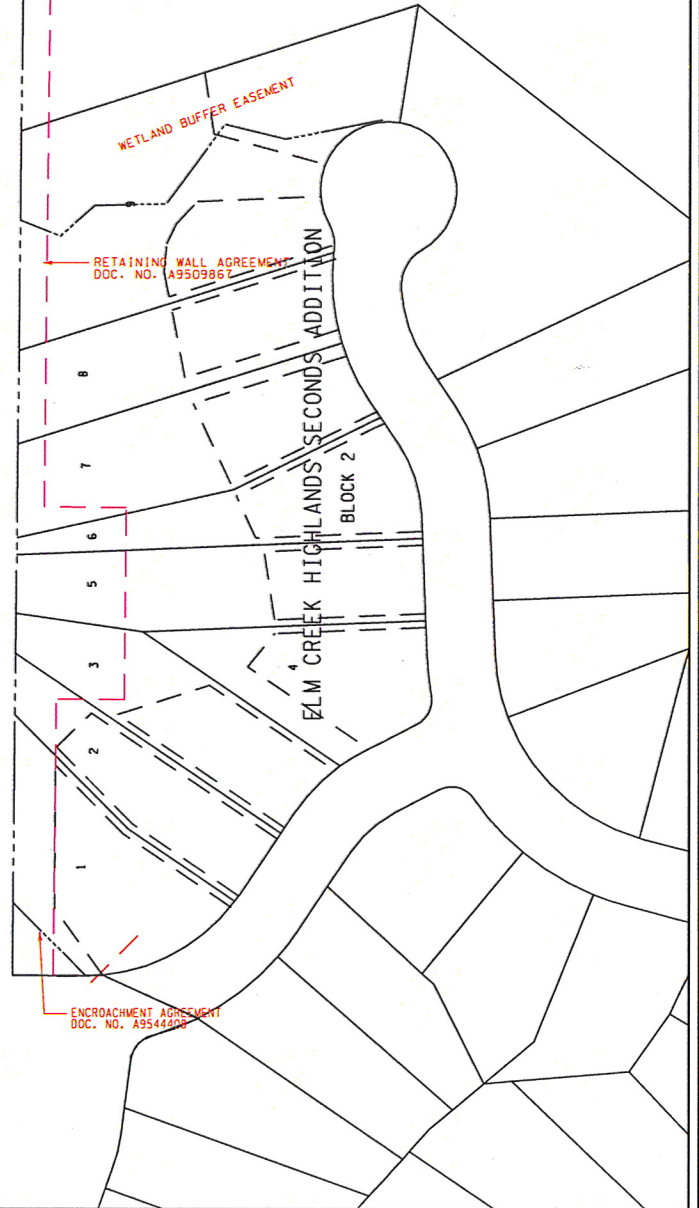 WETLAND BUFFER EASEMENT
9
RETAINING WALL AGREEMENT
DOC. NO. A9509867
8
7
6
5
3
4
2
1
ELM CREEK HIGHLANDS SECONDS ADDITION
BLOCK 2
ENCROACHMENT AGREEMENT
DOC. NO. A9544408